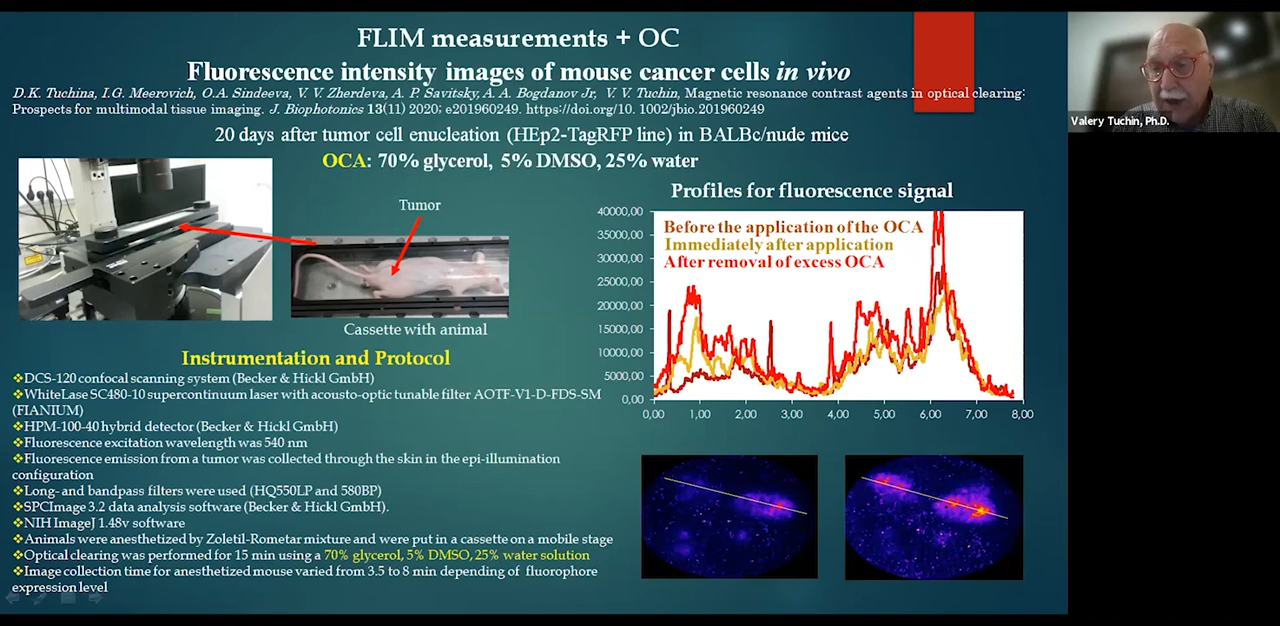 FLIM measurements + OC
Fluorescence intensity images of mouse cancer cells in vivo
D.K. Tuchina, I.G. Meerovich, O.A. Sindeeva, V. V. Zherdeva, A. P. Savitsky, A. A. Bogdanov Jr, V. V. Tuchin, Magnetic resonance contrast agents in optical clearing:
Prospects for multimodal tissue imaging. J. Biophotonics 13(11) 2020; e201960249. https://doi.org/10. 1002/jbio.201960249
20 days after tumor cell enucleation (HEp2-TagRFP line) in BALBc/nude mice
OCA: 70% glycerol, 5% DMSO, 25% water
Valery Tuchin, Ph.D.
Tumor
Cassette with animal
Profiles for fluorescence signal
Before the application of the OCA
Immediately after application
After removal of excess OCA
40000,00
35000,00
30000,00
25000,00
20000,00
15000,00
10000,00
5000,00
0,00
0,00 1,00 2,00 3,00 4,00 5,00 6,00 7,00 8,00
Instrumentation and Protocol
❖DCS-120 confocal scanning system (Becker & Hickl GmbH)
❖WhiteLase SC480-10 supercontinuum laser with acousto-optic tunable filter AOTF-V1-D-FDS-SM
(FIANIUM)
❖HPM-100-40 hybrid detector (Becker & Hickl GmbH)
❖Fluorescence excitation wavelength was 540 nm
❖Fluorescence emission from a tumor was collected through the skin in the epi-illumination
configuration
❖Long- and bandpass filters were used (HQ550LP and 580BP)
❖SPCImage 3.2 data analysis software (Becker & Hickl GmbH).
❖NIH ImageJ 1.48v software
❖Animals were anesthetized by Zoletil-Rometar mixture and were put in a cassette on a mobile stage
❖Optical clearing was performed for 15 min using a 70% glycerol, 5% DMSO, 25% water solution
❖Image collection time for anesthetized mouse varied from 3.5 to 8 min depending of fluorophore
expression level